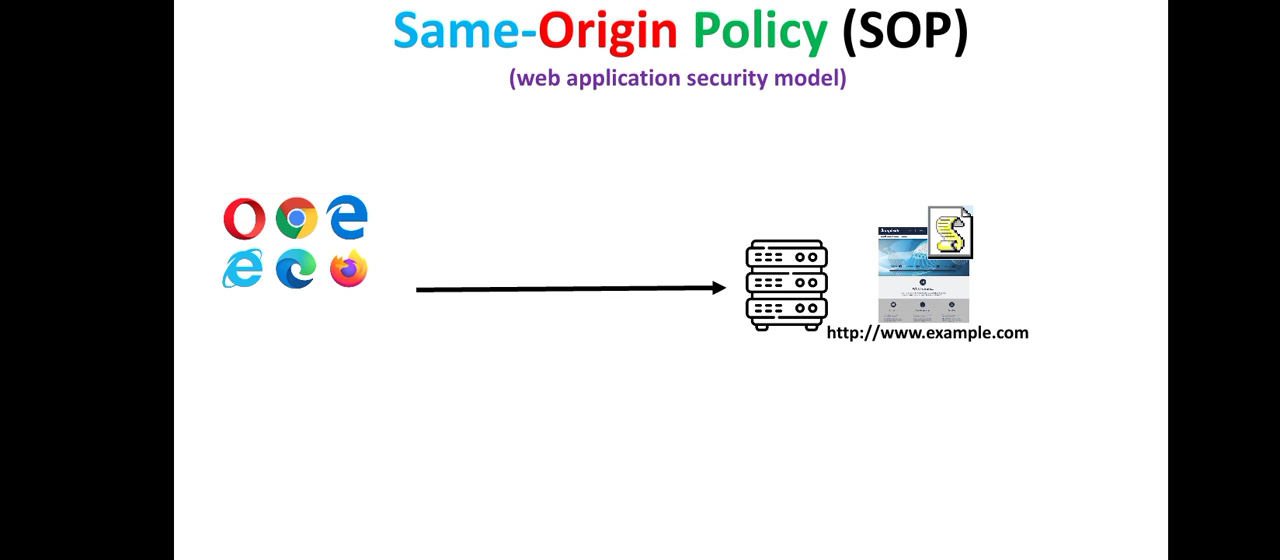 Same-Origin Policy (SOP)
(web application security model)
http://www.example.com